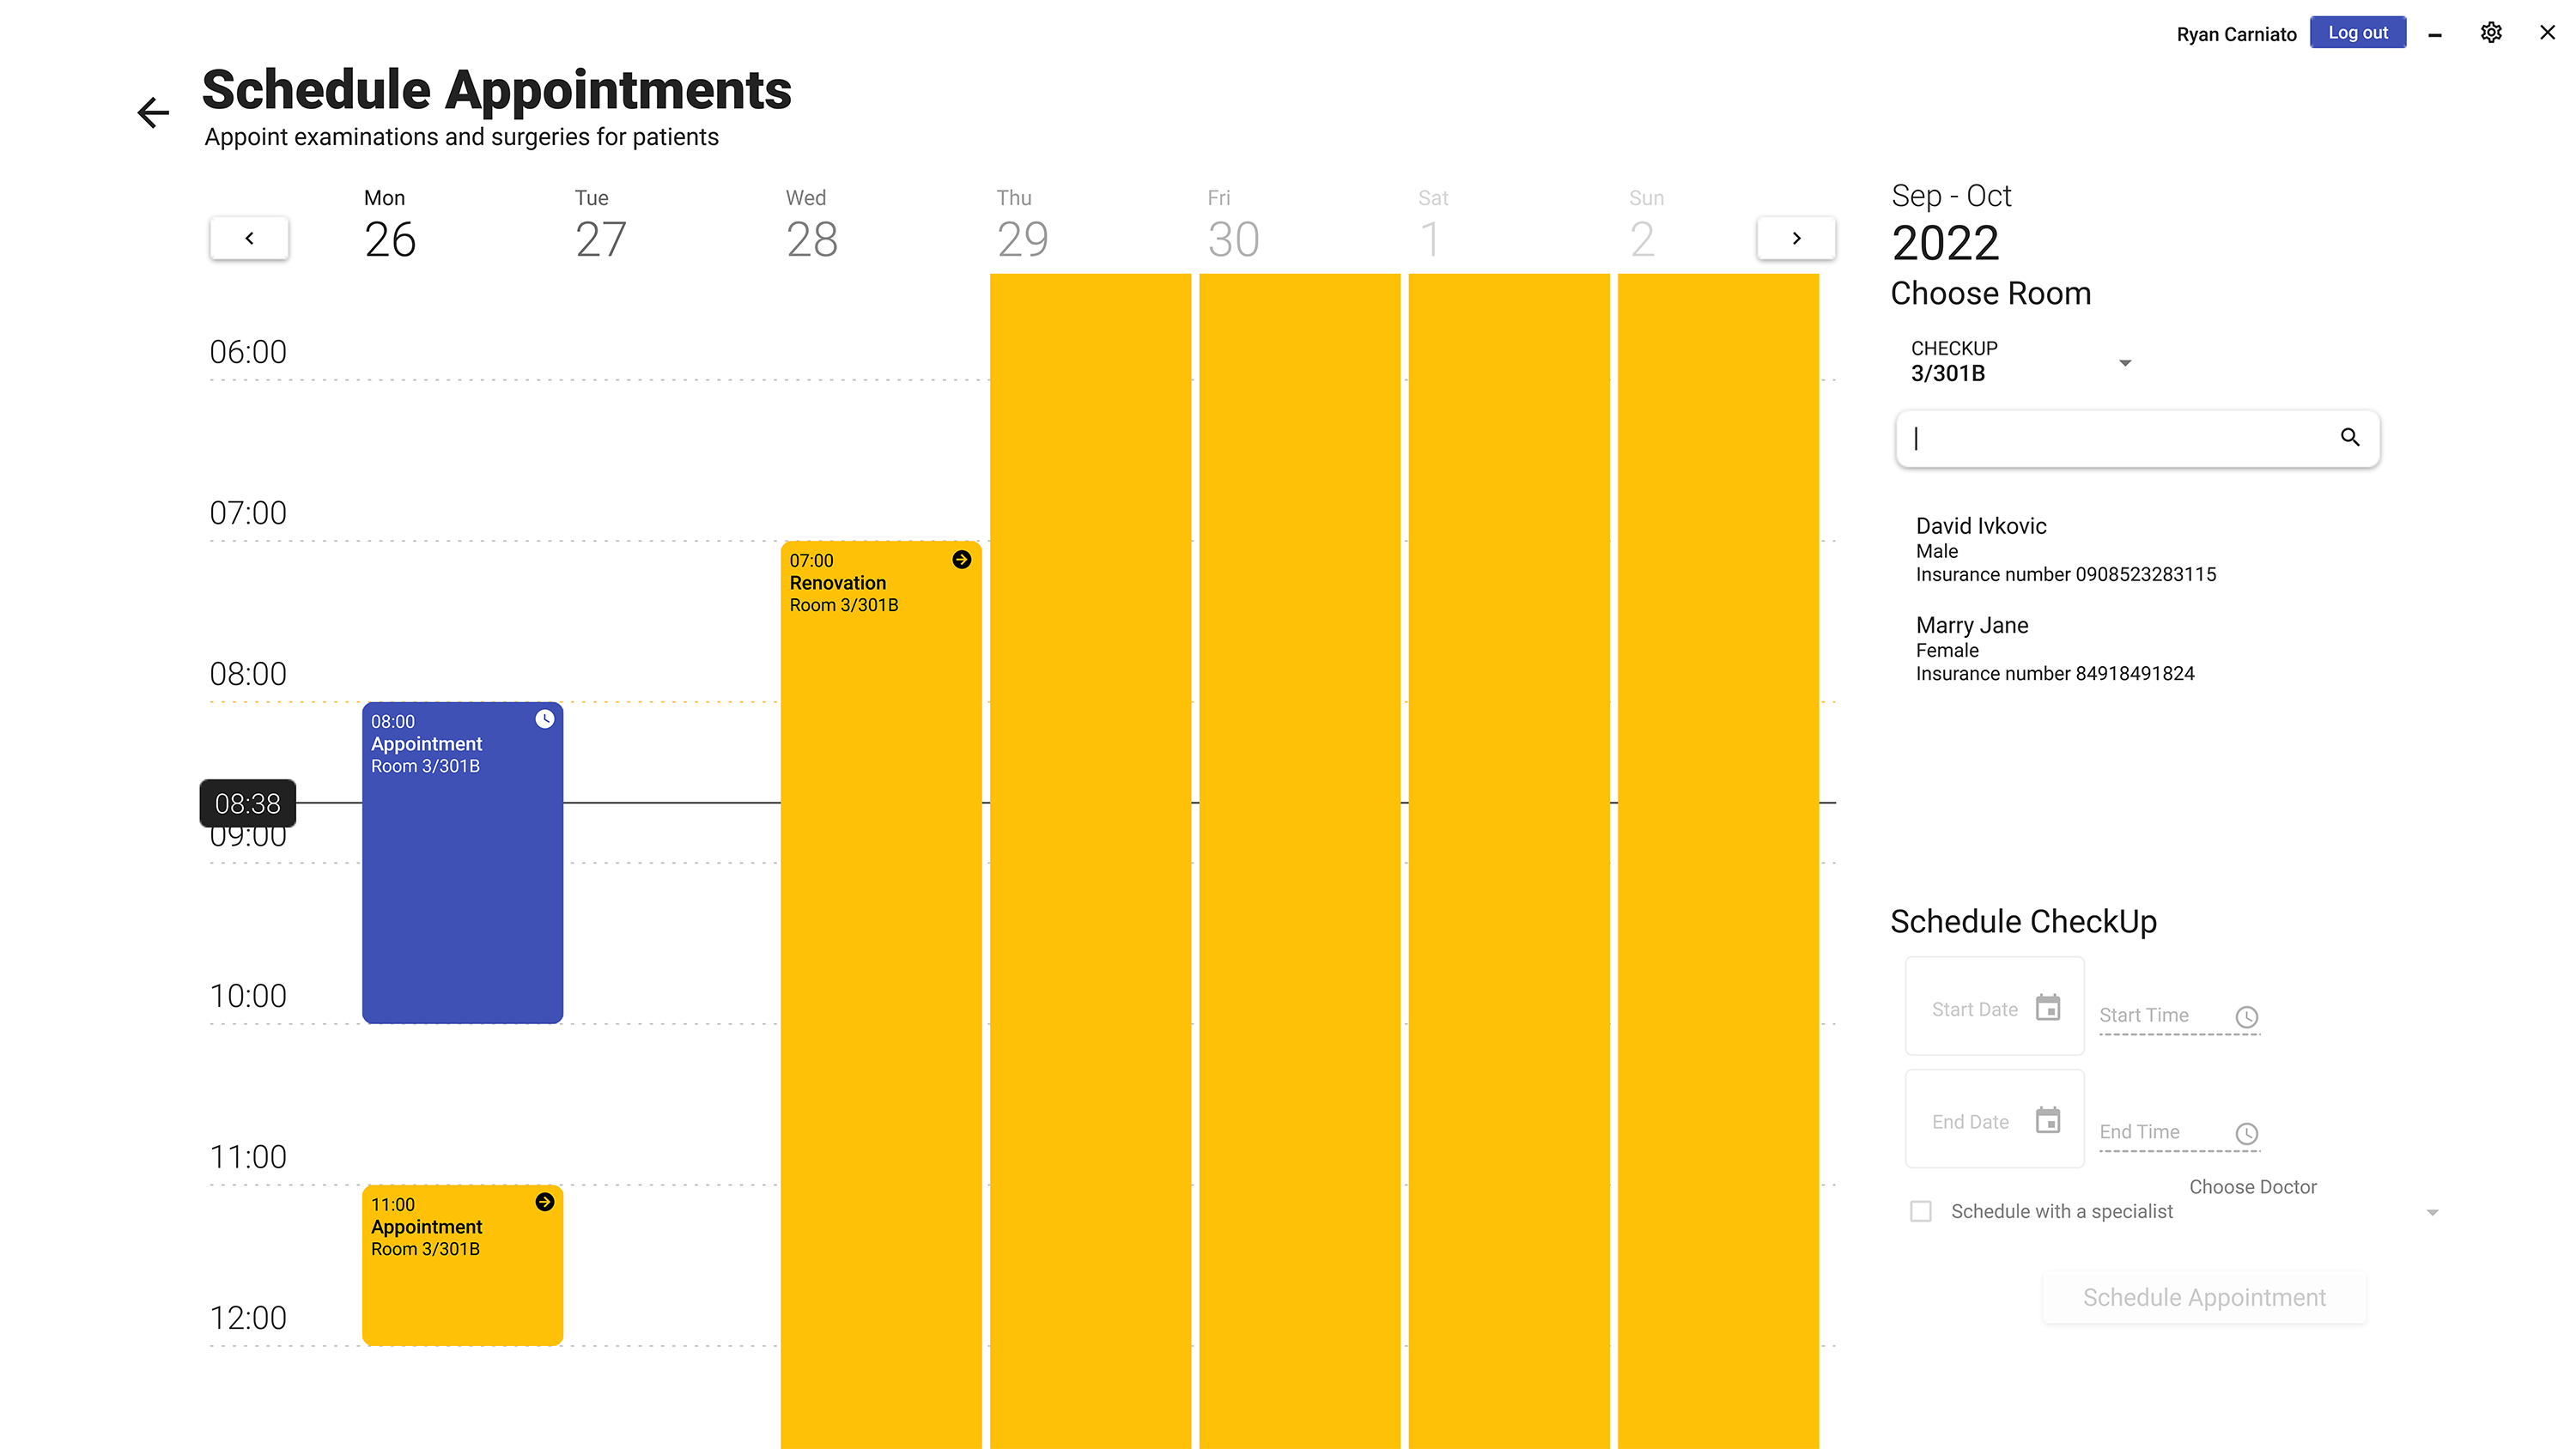 Ryan Carniato
Log out
Schedule Appointments
Appoint examinations and surgeries for patients
Mon
26
Tue
27
Wed
28
Thu
29
Fri
30
Sat
1
Sun
2
Sep - Oct
2022
Choose Room
CHECKUP
3/301B
David Ivkovic
Male
Insurance number 0908523283115
Marry Jane
Female
Insurance number 84918491824
06:00
07:00
08:00
08:38
09:00
10:00
11:00
12:00
08:00
Appointment
Room 3/301B
11:00
Appointment
Room 3/301B
07:00
Renovation
Room 3/301B
Schedule CheckUp
Start Date
Start Time
End Date
End Time
Choose Doctor
Schedule with a specialist
Schedule Appointment